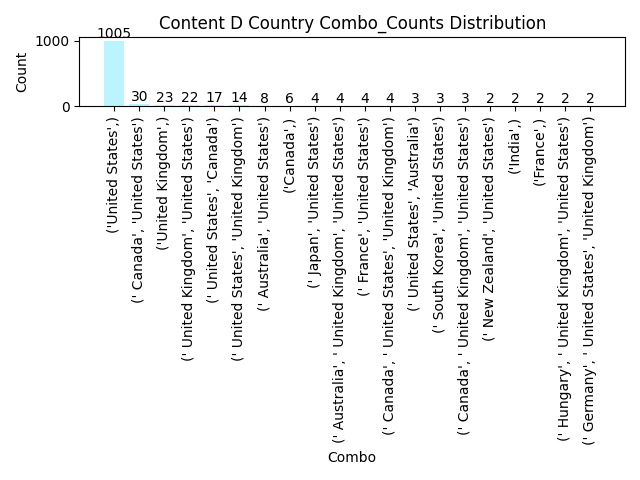 Content D Country Combo_Counts Distribution
Count
1000
0
1005
30
23
22
17
14
8
6
4
4
4
4
3
3
3
2
2
2
2
2
('United States',)
(' Canada', 'United States')
('United Kingdom',)
(' United Kingdom', 'United States')
(' United States', 'Canada')
(' United States', 'United Kingdom')
(' Australia', 'United States')
('Canada',)
(' Japan', 'United States')
(' Australia', ' United Kingdom', 'United States')
(' France', 'United States')
(' Canada', ' United States', 'United Kingdom')
(' United States', 'Australia')
(' South Korea', 'United States')
(' Canada', ' United Kingdom', 'United States')
(' New Zealand', 'United States')
('India',)
('France',)
(' Hungary', ' United Kingdom', 'United States')
(' Germany', ' United States', 'United Kingdom')
Combo